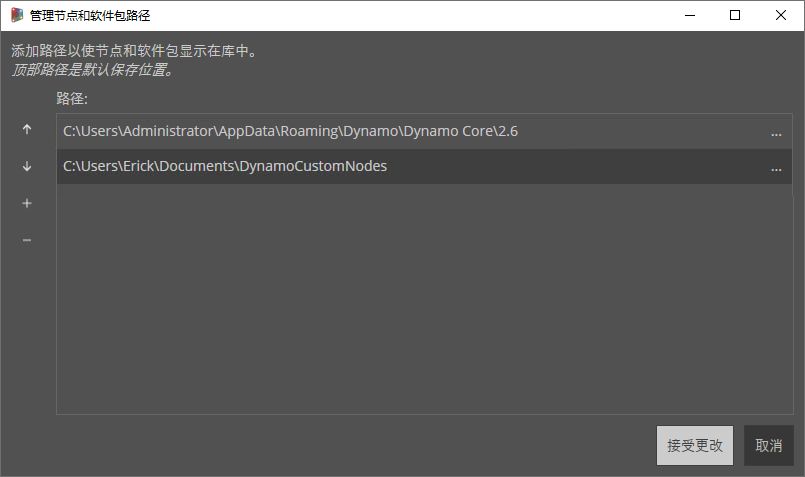 管理节点和软件包路径
添加路径以使节点和软件包显示在库中。
顶部路径是默认保存位置。
路径:
C:\Users\Administrator\AppData\Roaming\Dynamo\Dynamo Core\2.6 ...
C:\Users\Erick\Documents\DynamoCustomNodes ...
接受更改 取消